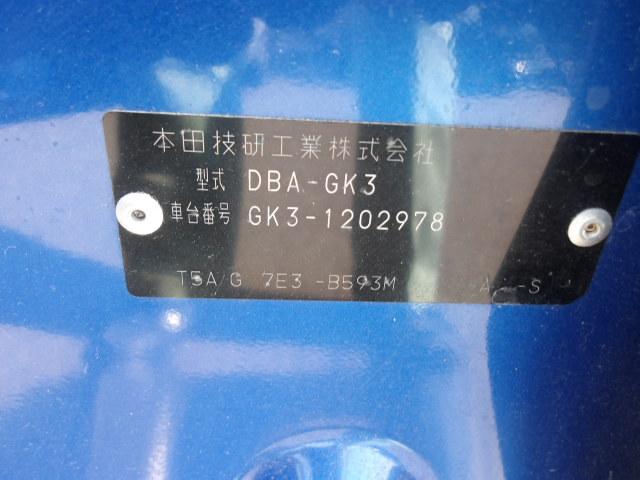 本田技研工業株式会社
型式 DBA-GK3
車台番号 GK3-1202978
T5A/G 7E3 -B593M A -S